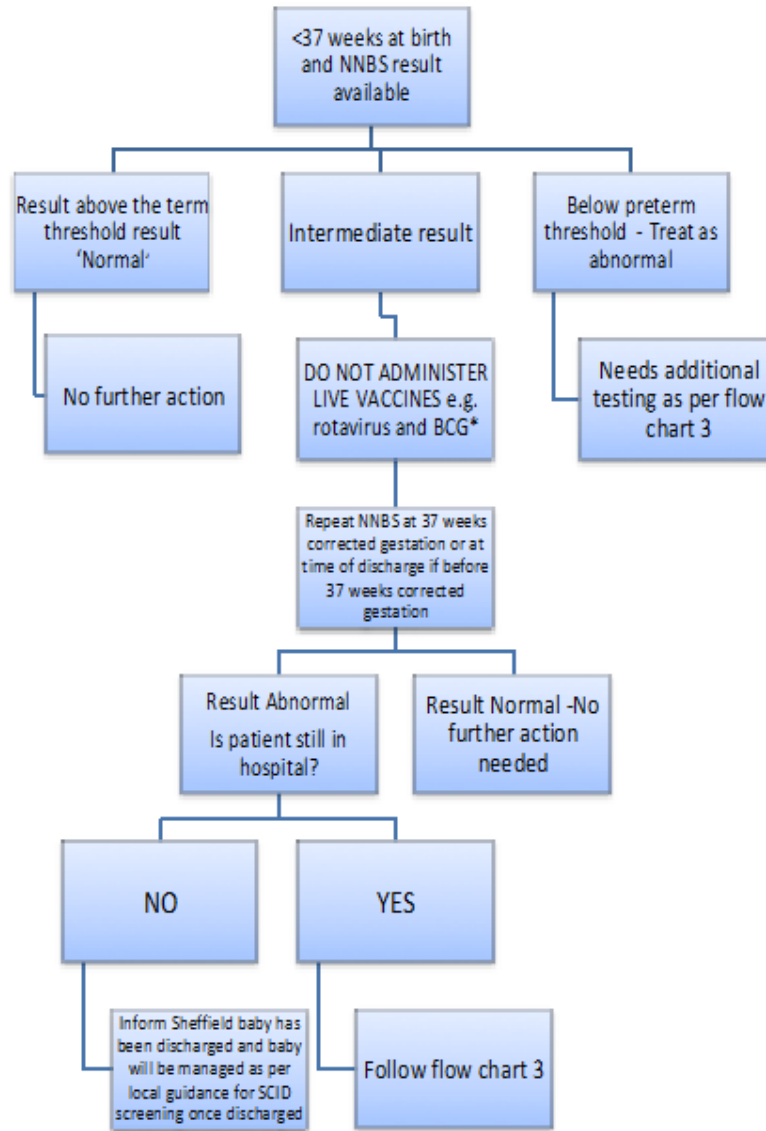 <37 weeks at birth
and NNBS result
available
Result above the term
threshold result
‘Normal’
Intermediate result
Below preterm
threshold - Treat as
abnormal
No further action
DO NOT ADMINISTER
LIVE VACCINES e.g.
rotavirus and BCG*
Needs additional
testing as per flow
chart 3
Repeat NNBS at 37 weeks
corrected gestation or at
time of discharge if before
37 weeks corrected
gestation
Result Abnormal
Is patient still in
hospital?
Result Normal -No
further action
needed
NO
YES
Inform Sheffield baby has
been discharged and baby
will be managed as per
local guidance for SCID
screening once discharged
Follow flow chart 3